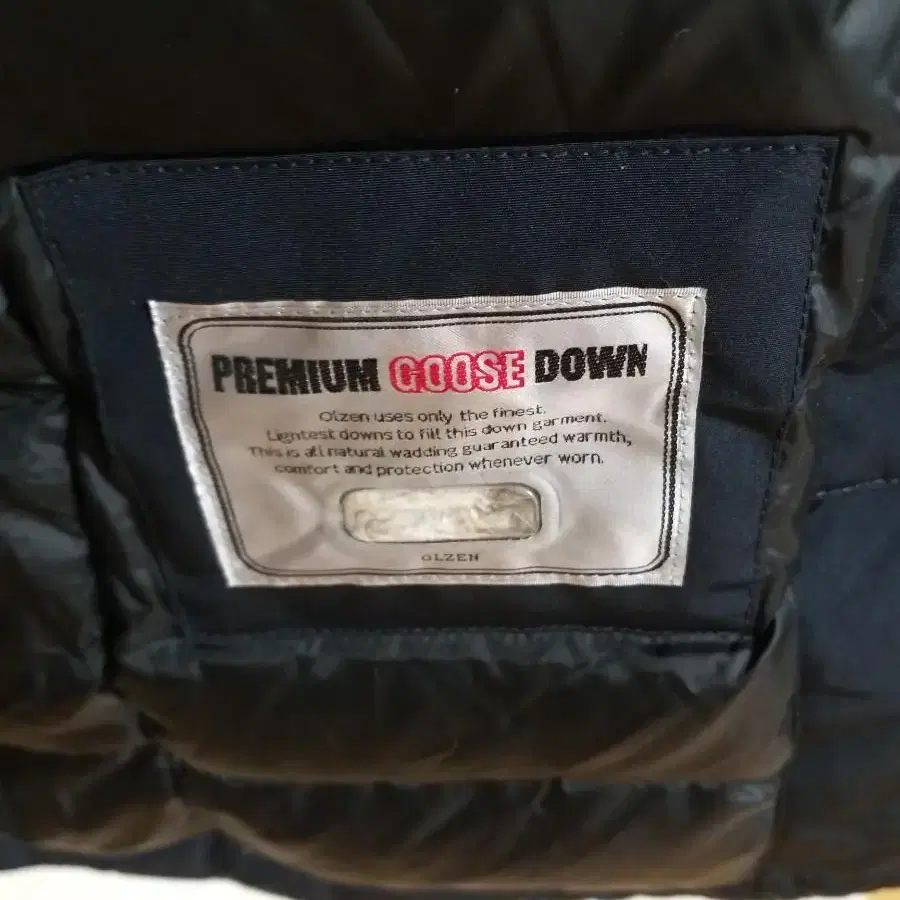 PREMIUM GOOSE DOWN
Olzen uses only the finest.
Lightest downs to fill this down garment.
This is all natural wadding guaranteed warmth,
comfort and protection whenever worn.
OLZEN